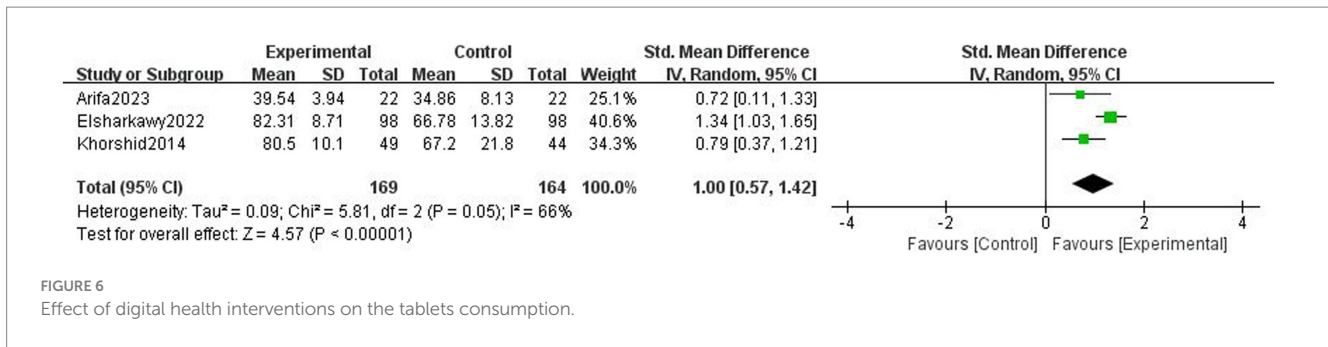 Experimental Control Std. Mean Difference Std. Mean Difference
Study or Subgroup Mean SD Total Mean SD Total Weight IV, Random, 95% CI IV, Random, 95% CI
Arifa2023 39.54 3.94 22 34.86 8.13 22 25.1% 0.72 [0.11, 1.33]
Elsharkawy2022 82.31 8.71 98 66.78 13.82 98 40.6% 1.34 [1.03, 1.65]
Khorshid2014 80.5 10.1 49 67.2 21.8 44 34.3% 0.79 [0.37, 1.21]
Total (95% CI) 169 164 100.0% 1.00 [0.57, 1.42]
Heterogeneity: Tau² = 0.09; Chi² = 5.81, df = 2 (P = 0.05); I² = 66%
Test for overall effect: Z = 4.57 (P < 0.00001)
-4 -2 0 2 4
Favours [Control] Favours [Experimental]
FIGURE 6
Effect of digital health interventions on the tablets consumption.